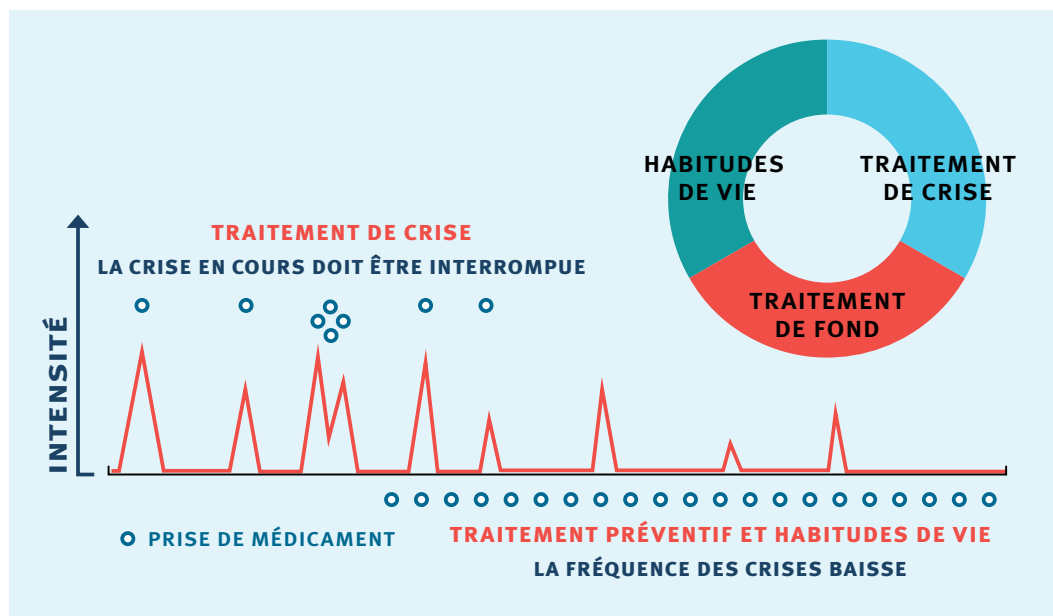 HABITUDES
DE VIE
TRAITEMENT
DE CRISE
TRAITEMENT
DE FOND
TRAITEMENT DE CRISE
LA CRISE EN COURS DOIT ÊTRE INTERROMPUE
INTENSITÉ
PRISE DE MÉDICAMENT
TRAITEMENT PRÉVENTIF ET HABITUDES DE VIE
LA FRÉQUENCE DES CRISES BAISSE